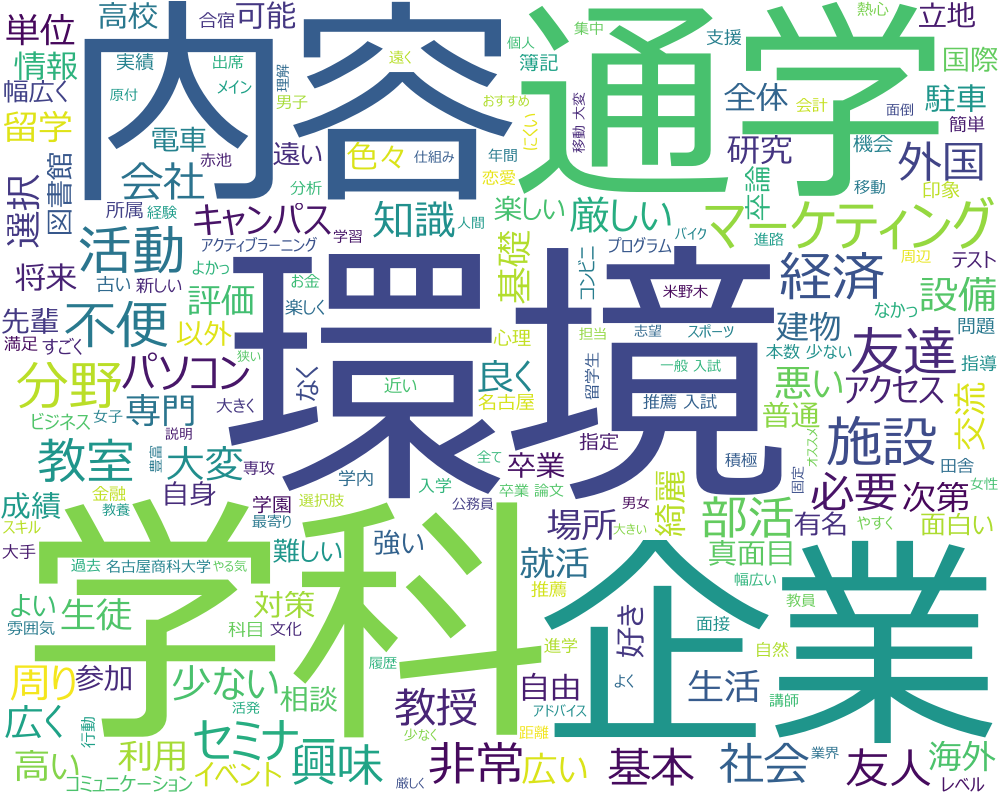 内容
通学
環境
学科
企業
高校
合宿
可能
立地
熱心
単位
情報
実績
出席
理解
遠く
個人
集中
簿記
支援
国際
幅広く
原付
メイン
男子
おすすめ
にくい
移動 大変
全体
会計
面倒
駐車
簡単
留学
電車
赤池
遠い
色々
仕組み
年間
恋愛
研究
機会
外国
図書館
会社
分析
卒論
移動
印象
選択
所属
経験
キャンパス
知識
人間
楽しい
厳しい
マーケティング
活動
アクティブラーニング
学習
基礎
コンビニ
プログラム
バイク
進路
周辺
テスト
将来
古い
よかっ
新しい
評価
お金
楽しく
米野木
経済
設備
なかっ
先輩
不便
以外
心理
担当
志望
スポーツ
建物
問題
満足
すごく
狭い
本数 少ない
友達
指導
分野
パソコン
なく
近い
良く
留学生
一般 入試
悪い
アクセス
ビジネス
女子
専門
大きく
名古屋
推薦 入試
普通
交流
説明
指定
オススメ
教室
豊富
大変
専攻
学内
全て
卒業
積極
固定
施設
田舎
成績
金融
教養
自身
学園
選択肢
入学
公務員
卒業 論文
男女
綺麗
必要
次第
女性
スキル
最寄り
場所
大きい
部活
有名
やすく
面白い
大手
難しい
強い
就活
真面目
過去
名古屋商科大学
やる気
推薦
幅広い
よい
生徒
対策
教員
雰囲気
科目
文化
好き
面接
進学
自然
周り
参加
少ない
相談
履歴
教授
自由
よく
生活
講師
広く
行動
活発
セミナー
少なく
アドバイス
距離
高い
利用
イベント
興味
非常
広い
基本
社会
業界
友人
海外
コミュニケーション
厳しく
レベル